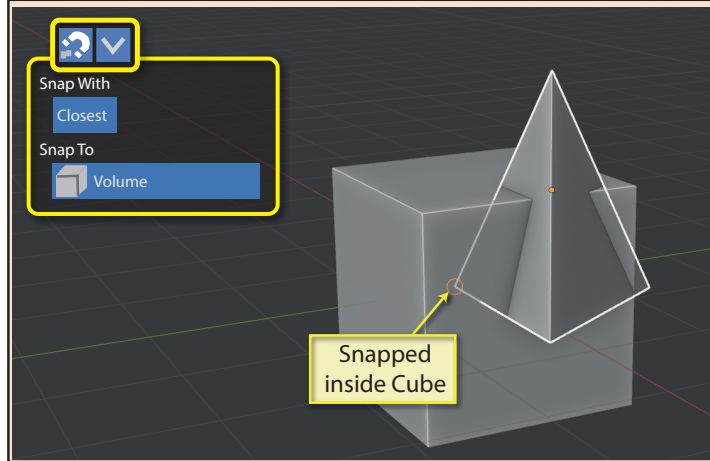 Snap With
Closest
Snap To
Volume
Snapped
inside Cube